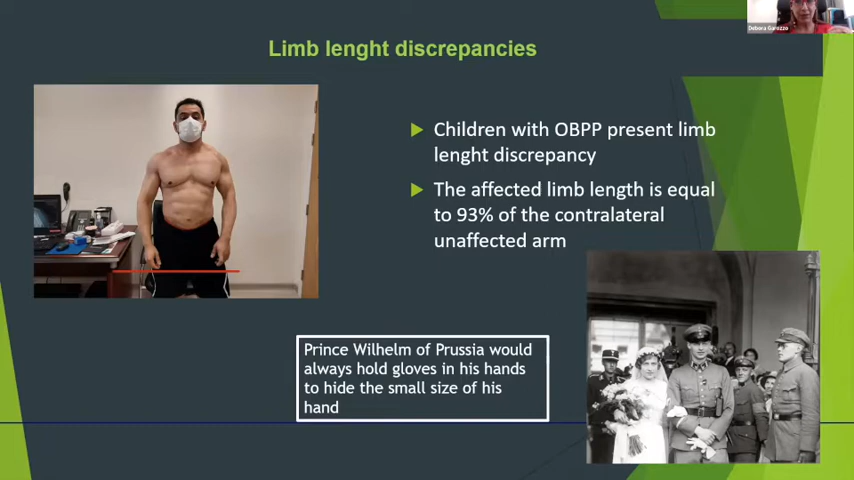 Debora Garozzo
Limb lenght discrepancies
Children with OBPP present limb
lenght discrepancy
The affected limb length is equal
to 93% of the contralateral
unaffected arm
Prince Wilhelm of Prussia would
always hold gloves in his hands
to hide the small size of his
hand